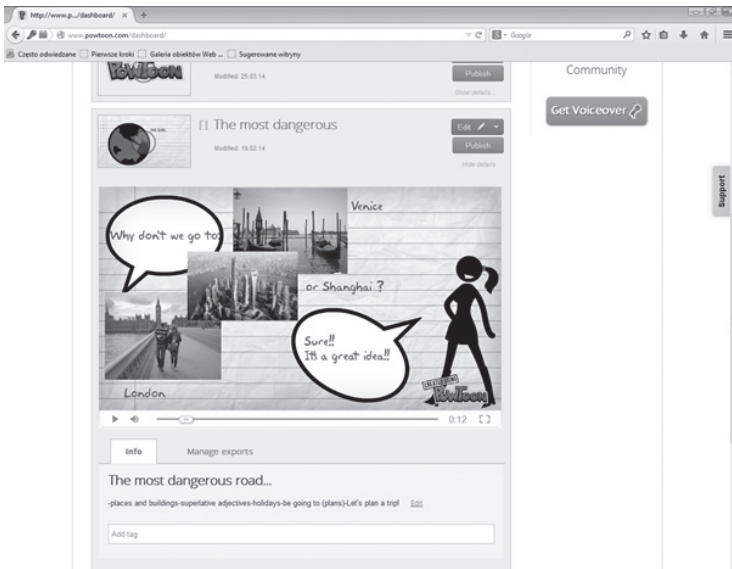 http://www.p.../dashboard/
www.powtoon.com/dashboard/
Google
Często odwiedzane
Pierwsze kroki
Galeria obiektów Web ...
Sugerowane witryny
POWTOON
Modified: 25.03.14
Publish
Show details...
Community
Get Voiceover
The most dangerous
Modified: 19.02.14
Edit
Publish
Hide details
Support
Why don't we go to:
Venice
or Shanghai ?
Sure!!
It's a great idea!!
London
CREATED USING
POWTOON
0:12
Info
Manage exports
The most dangerous road...
-places and buildings-superlative adjectives-holidays-be going to (plans)-Let's plan a trip!
Edit
Add tag